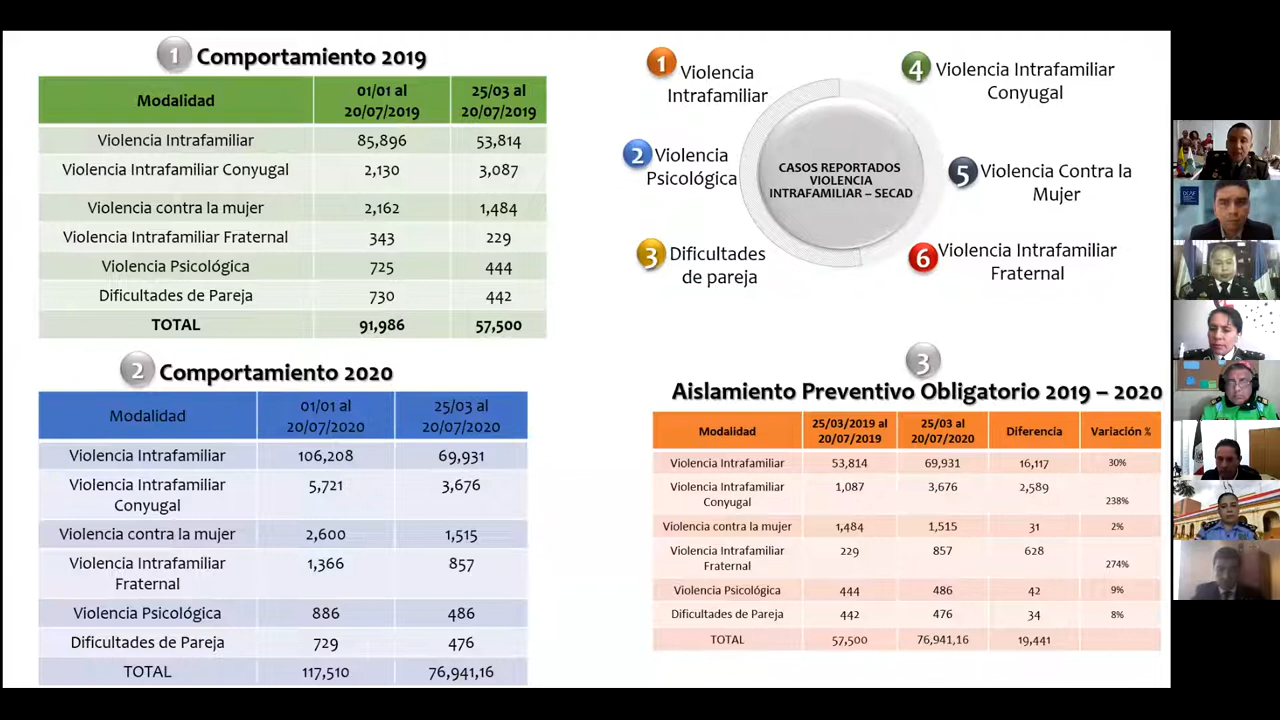 1 Comportamiento 2019
Modalidad 01/01 al 20/07/2019 25/03 al 20/07/2019
Violencia Intrafamiliar 85,896 53,814
Violencia Intrafamiliar Conyugal 2,130 3,087
Violencia contra la mujer 2,162 1,484
Violencia Intrafamiliar Fraternal 343 229
Violencia Psicológica 725 444
Dificultades de Pareja 730 442
TOTAL 91,986 57,500
2 Comportamiento 2020
Modalidad 01/01 al 20/07/2020 25/03 al 20/07/2020
Violencia Intrafamiliar 106,208 69,931
Violencia Intrafamiliar Conyugal 5,721 3,676
Violencia contra la mujer 2,600 1,515
Violencia Intrafamiliar Fraternal 1,366 857
Violencia Psicológica 886 486
Dificultades de Pareja 729 476
TOTAL 117,510 76,941,16
1 Violencia
Intrafamiliar
2 Violencia
Psicológica
3 Dificultades
de pareja
CASOS REPORTADOS
VIOLENCIA
INTRAFAMILIAR – SECAD
4 Violencia Intrafamiliar
Conyugal
5 Violencia Contra la
Mujer
6 Violencia Intrafamiliar
Fraternal
3
Aislamiento Preventivo Obligatorio 2019 – 2020
Modalidad 25/03/2019 al 20/07/2019 25/03 al 20/07/2020 Diferencia Variación %
Violencia Intrafamiliar 53,814 69,931 16,117 30%
Violencia Intrafamiliar Conyugal 1,087 3,676 2,589 238%
Violencia contra la mujer 1,484 1,515 31 2%
Violencia Intrafamiliar Fraternal 229 857 628 274%
Violencia Psicológica 444 486 42 9%
Dificultades de Pareja 442 476 34 8%
TOTAL 57,500 76,941,16 19,441
DCAF